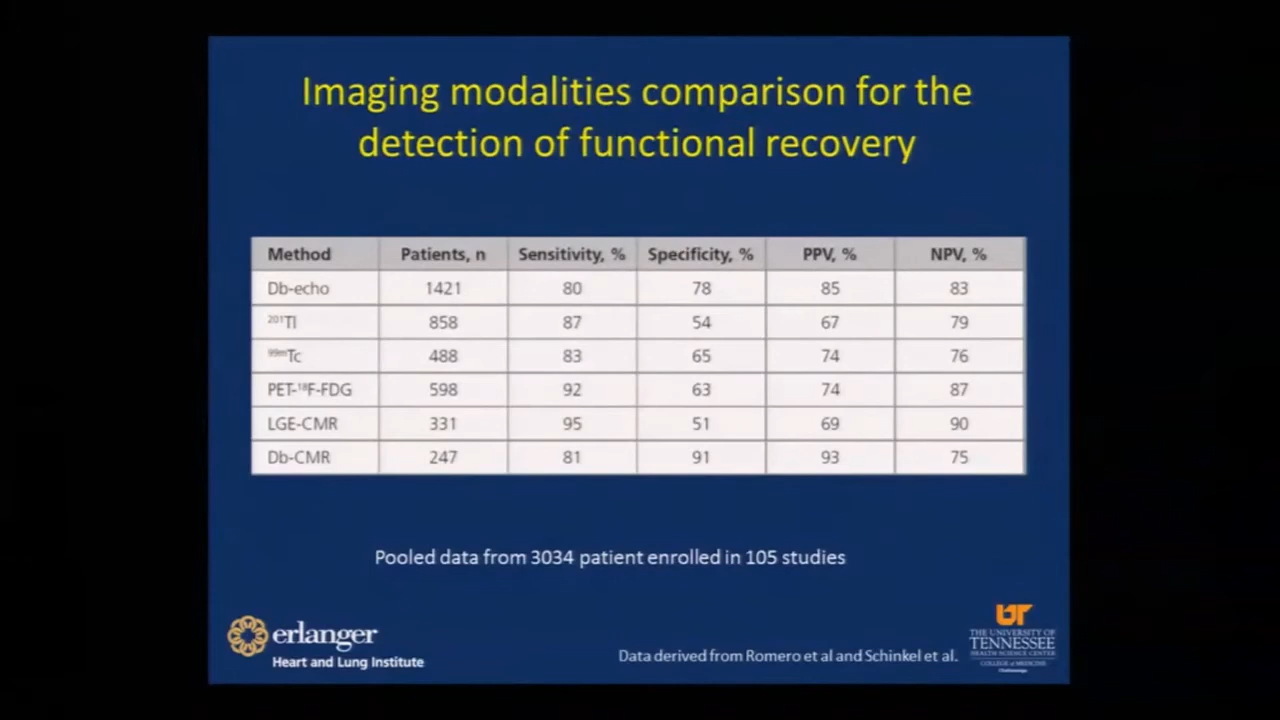 Imaging modalities comparison for the
detection of functional recovery
Method Patients, n Sensitivity, % Specificity, % PPV, % NPV, %
Db-echo 1421 80 78 85 83
²⁰¹Tl 858 87 54 67 79
⁹⁹ᵐTc 488 83 65 74 76
PET-¹⁸F-FDG 598 92 63 74 87
LGE-CMR 331 95 51 69 90
Db-CMR 247 81 91 93 75
Pooled data from 3034 patient enrolled in 105 studies
erlanger
Heart and Lung Institute
Data derived from Romero et al and Schinkel et al.
UT
THE UNIVERSITY OF
TENNESSEE
HEALTH SCIENCE CENTER
COLLEGE of MEDICINE
Chattanooga